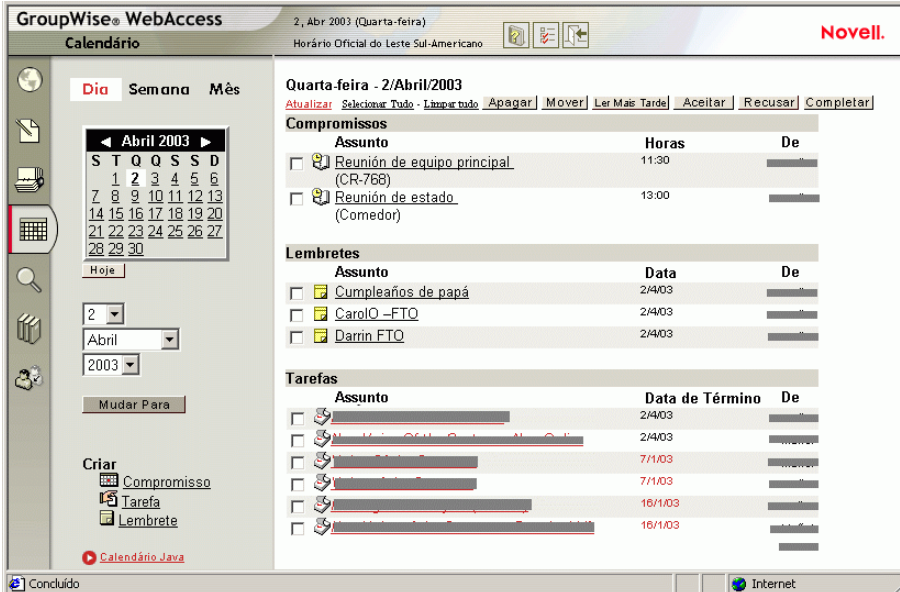 GroupWise® WebAccess
Calendário
2, Abr 2003 (Quarta-feira)
Horário Oficial do Leste Sul-Americano
Novell.
Dia Semana Mês
Abril 2003
S T Q Q S S D
1 2 3 4 5 6
7 8 9 10 11 12 13
14 15 16 17 18 19 20
21 22 23 24 25 26 27
28 29 30
Hoje
2
Abril
2003
Mudar Para
Criar
Compromisso
Tarefa
Lembrete
Calendário Java
Quarta-feira - 2/Abril/2003
Atualizar Selecionar Tudo - Limpar tudo Apagar Mover Ler Mais Tarde Aceitar Recusar Completar
Compromissos
Assunto Horas De
Reunión de equipo principal 11:30
(CR-768)
Reunión de estado 13:00
(Comedor)
Lembretes
Assunto Data De
Cumpleaños de papá 2/4/03
CarolO –FTO 2/4/03
Darrin FTO 2/4/03
Tarefas
Assunto Data de Término De
2/4/03
2/4/03
7/1/03
7/1/03
16/1/03
16/1/03
Concluído Internet